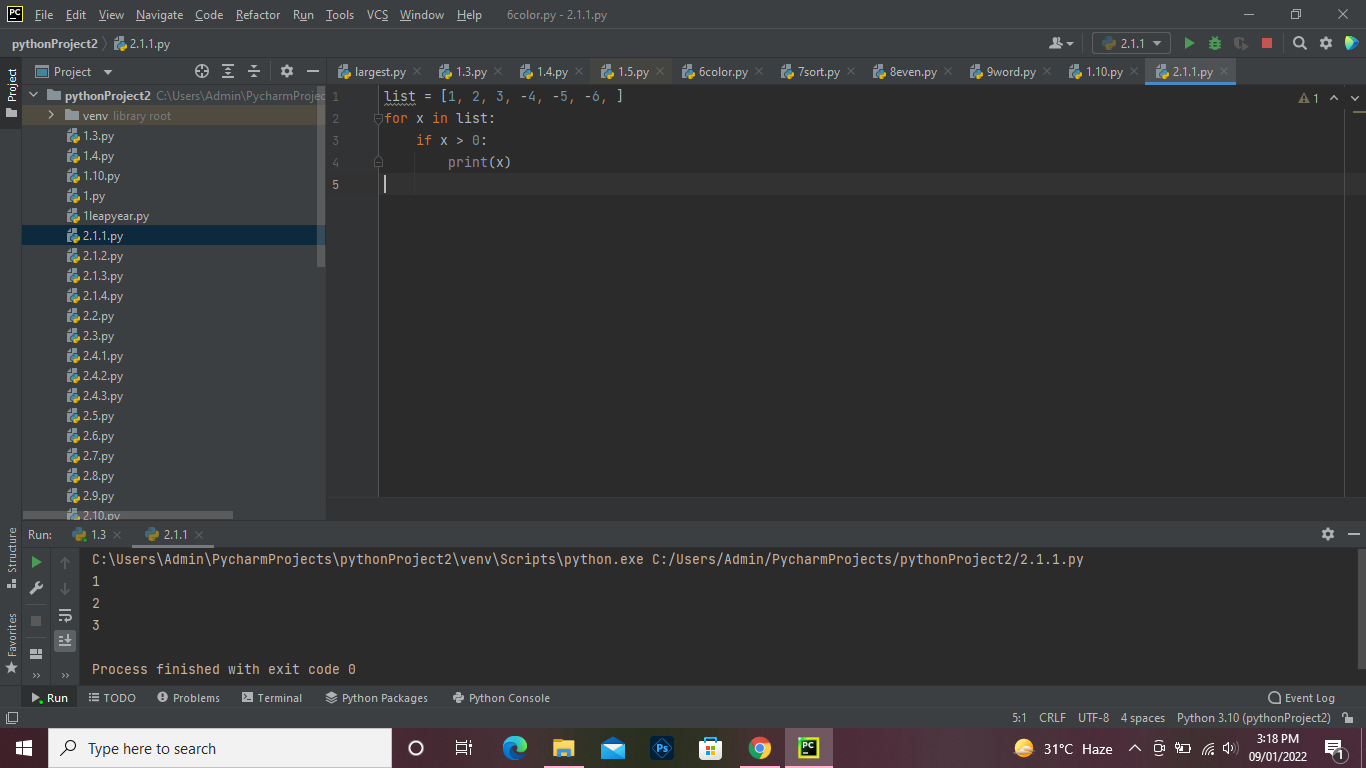 PC File Edit View Navigate Code Refactor Run Tools VCS Window Help 6color.py - 2.1.1.py
pythonProject2 2.1.1.py 2.1.1
Project largest.py 1.3.py 1.4.py 1.5.py 6color.py 7sort.py 8even.py 9word.py 1.10.py 2.1.1.py
Project
pythonProject2 C:\Users\Admin\PycharmProjec
venv library root
1.3.py
1.4.py
1.10.py
1.py
1leapyear.py
2.1.1.py
2.1.2.py
2.1.3.py
2.1.4.py
2.2.py
2.3.py
2.4.1.py
2.4.2.py
2.4.3.py
2.5.py
2.6.py
2.7.py
2.8.py
2.9.py
2.10.py
1 list = [1, 2, 3, -4, -5, -6, ] 1
2 for x in list:
3 if x > 0:
4 print(x)
5
Structure
Favorites
Run: 1.3 2.1.1
C:\Users\Admin\PycharmProjects\pythonProject2\venv\Scripts\python.exe C:/Users/Admin/PycharmProjects/pythonProject2/2.1.1.py
1
2
3
Process finished with exit code 0
Run TODO Problems Terminal Python Packages Python Console Event Log
5:1 CRLF UTF-8 4 spaces Python 3.10 (pythonProject2)
Type here to search Ps PC 31°C Haze 3:18 PM
09/01/2022 1